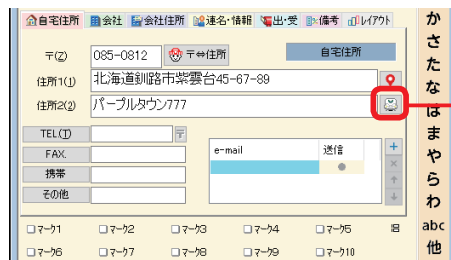 自宅住所 会社 会社住所 連名・情報 出・受 備考 ﾚｲｱｳﾄ
〒(Z) 085-0812 〒⇔住所 自宅住所
住所1(1) 北海道釧路市紫雲台45-67-89
住所2(2) パープルタウン777
TEL(T) 〒
FAX.
携帯
その他
e-mail 送信
マーク1 マーク2 マーク3 マーク4 マーク5
マーク6 マーク7 マーク8 マーク9 マーク10
か
さ
た
な
は
ま
や
ら
わ
abc
他